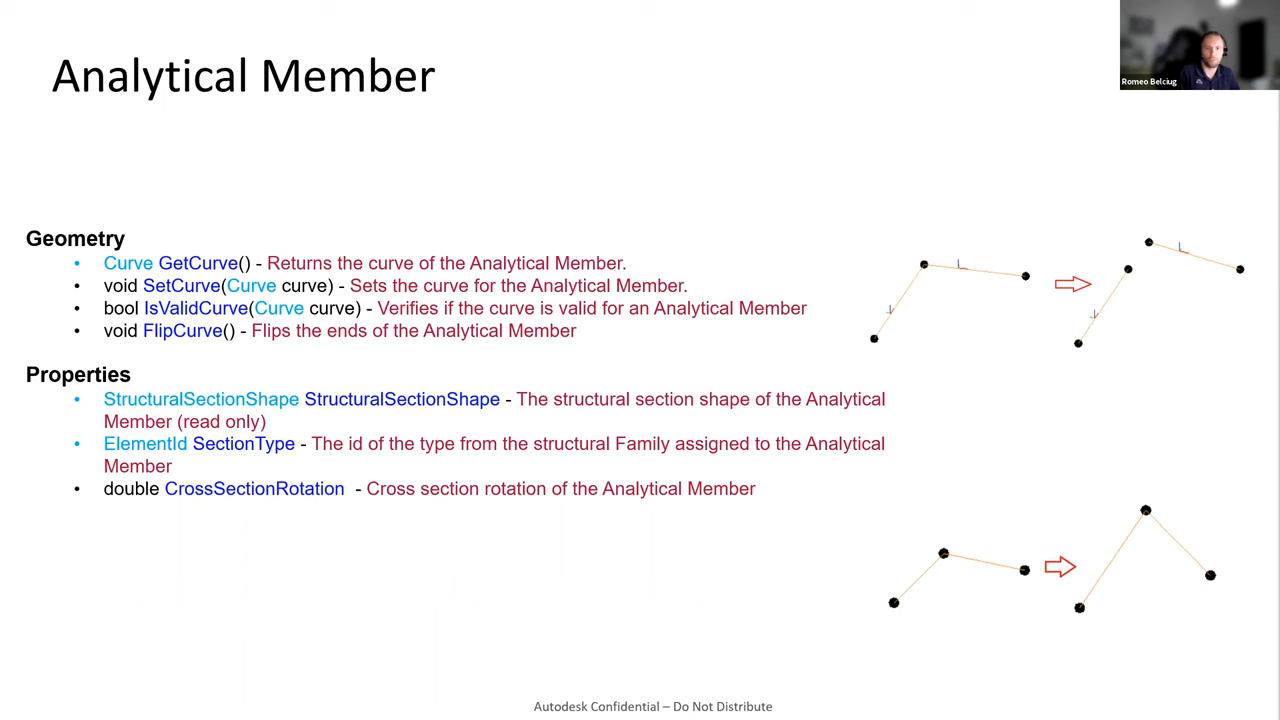 Analytical Member
Romeo Belciug
Geometry
• Curve GetCurve() - Returns the curve of the Analytical Member.
• void SetCurve(Curve curve) - Sets the curve for the Analytical Member.
• bool IsValidCurve(Curve curve) - Verifies if the curve is valid for an Analytical Member
• void FlipCurve() - Flips the ends of the Analytical Member
Properties
• StructuralSectionShape StructuralSectionShape - The structural section shape of the Analytical
Member (read only)
• ElementId SectionType - The id of the type from the structural Family assigned to the Analytical
Member
• double CrossSectionRotation - Cross section rotation of the Analytical Member
Autodesk Confidential – Do Not Distribute